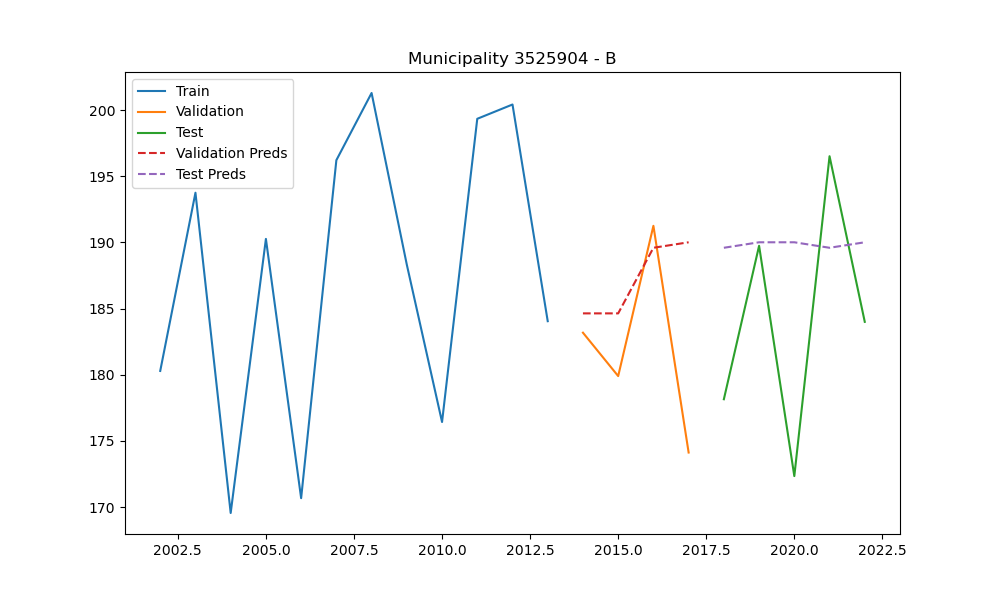 Municipality 3525904 - B
Train
Validation
Test
Validation Preds
Test Preds
200
195
190
185
180
175
170
2002.5 2005.0 2007.5 2010.0 2012.5 2015.0 2017.5 2020.0 2022.5